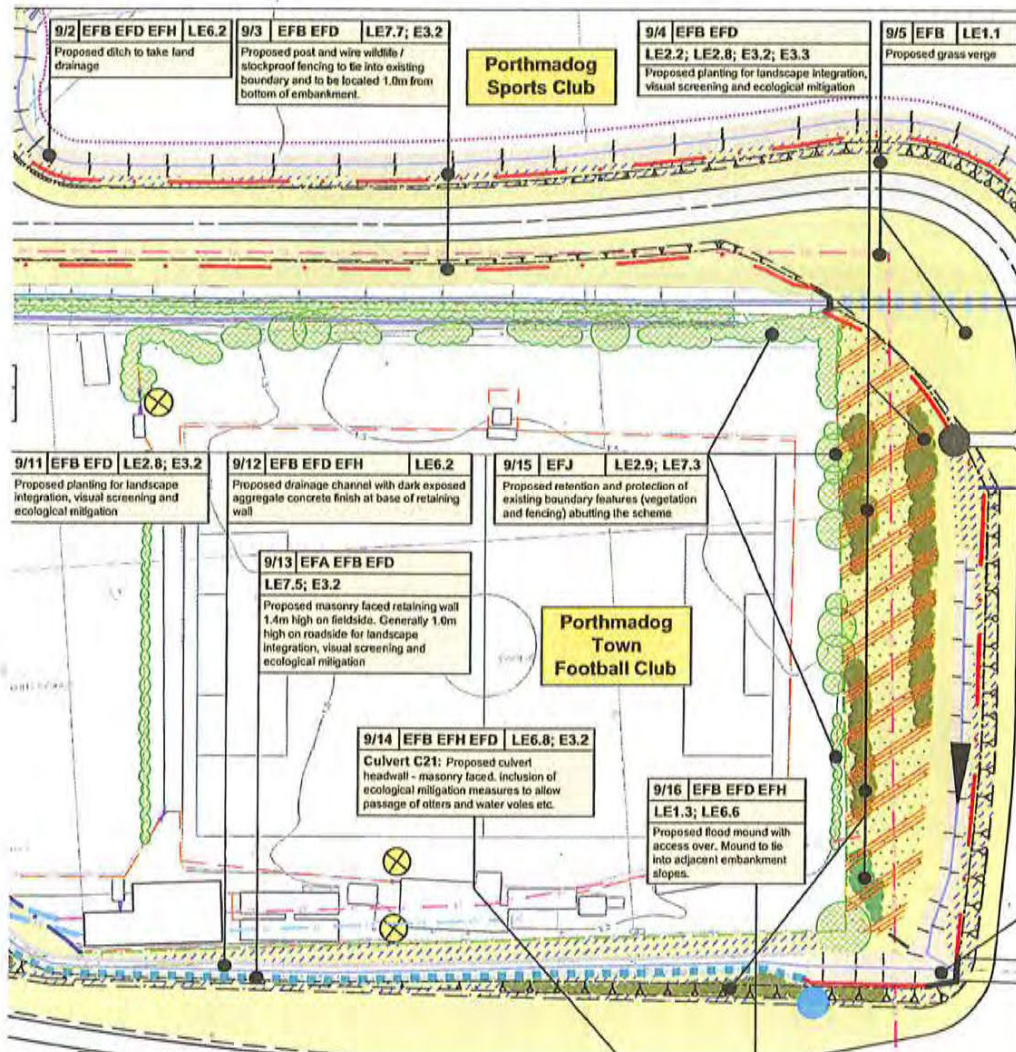 9/2 EFB EFD EFH LE6.2
Proposed ditch to take land
drainage
9/3 EFB EFD LE7.7; E3.2
Proposed post and wire wildlife /
stockproof fencing to tie into existing
boundary and to be located 1.0m from
bottom of embankment.
Porthmadog
Sports Club
9/4 EFB EFD
LE2.2; LE2.8; E3.2; E3.3
Proposed planting for landscape integration,
visual screening and ecological mitigation
9/5 EFB LE1.1
Proposed grass verge
9/11 EFB EFD LE2.8; E3.2
Proposed planting for landscape
integration, visual screening and
ecological mitigation
9/12 EFB EFD EFH LE6.2
Proposed drainage channel with dark exposed
aggregate concrete finish at base of retaining
wall
9/15 EFJ LE2.9; LE7.3
Proposed retention and protection of
existing boundary features (vegetation
and fencing) abutting the scheme
9/13 EFA EFB EFD
LE7.5; E3.2
Proposed masonry faced retaining wall
1.4m high on fieldside. Generally 1.0m
high on roadside for landscape
integration, visual screening and
ecological mitigation
Porthmadog
Town
Football Club
9/14 EFB EFH EFD LE6.8; E3.2
Culvert C21: Proposed culvert
headwall - masonry faced. Inclusion of
ecological mitigation measures to allow
passage of otters and water voles etc.
9/16 EFB EFD EFH
LE1.3; LE6.6
Proposed flood mound with
access over. Mound to tie
into adjacent embankment
slopes.